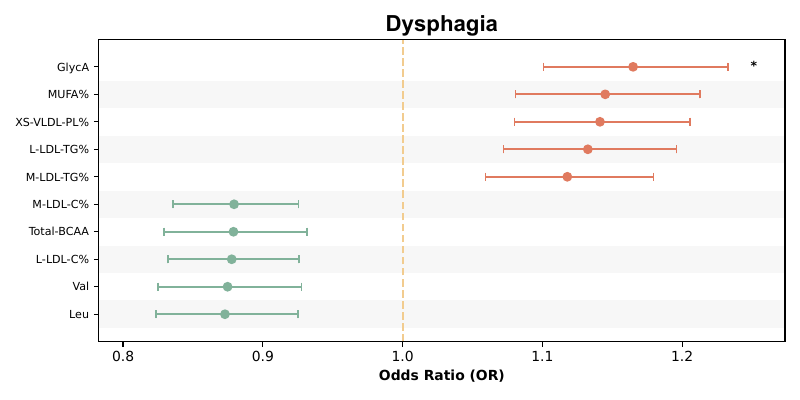 Dysphagia
GlycA
*
MUFA%
XS-VLDL-PL%
L-LDL-TG%
M-LDL-TG%
M-LDL-C%
Total-BCAA
L-LDL-C%
Val
Leu
0.8 0.9 1.0 1.1 1.2
Odds Ratio (OR)